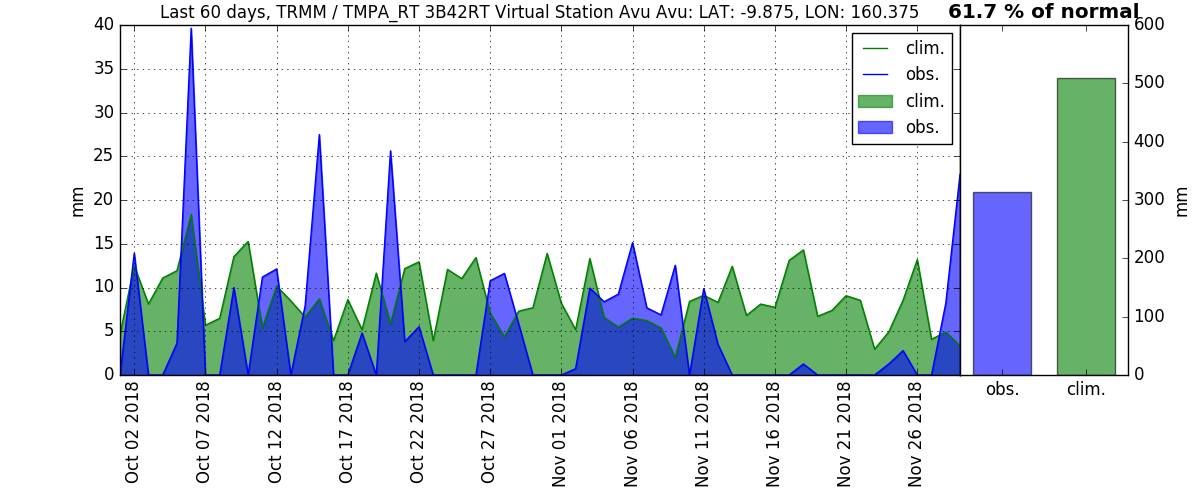 Last 60 days, TRMM / TMPA_RT 3B42RT Virtual Station Avu Avu: LAT: -9.875, LON: 160.375
61.7 % of normal
mm
40
35
30
25
20
15
10
5
0
clim.
obs.
clim.
obs.
Oct 02 2018
Oct 07 2018
Oct 12 2018
Oct 17 2018
Oct 22 2018
Oct 27 2018
Nov 01 2018
Nov 06 2018
Nov 11 2018
Nov 16 2018
Nov 21 2018
Nov 26 2018
600
500
400
300
200
100
0
mm
obs.
clim.